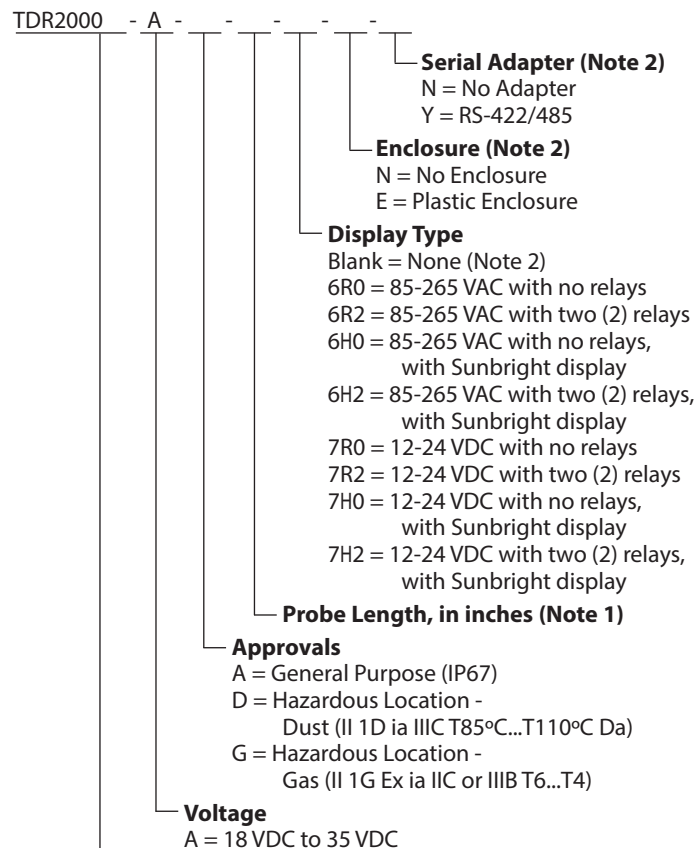 TDR2000 - A - - - - -
Serial Adapter (Note 2)
N = No Adapter
Y = RS-422/485
Enclosure (Note 2)
N = No Enclosure
E = Plastic Enclosure
Display Type
Blank = None (Note 2)
6R0 = 85-265 VAC with no relays
6R2 = 85-265 VAC with two (2) relays
6H0 = 85-265 VAC with no relays,
with Sunbright display
6H2 = 85-265 VAC with two (2) relays,
with Sunbright display
7R0 = 12-24 VDC with no relays
7R2 = 12-24 VDC with two (2) relays
7H0 = 12-24 VDC with no relays,
with Sunbright display
7H2 = 12-24 VDC with two (2) relays,
with Sunbright display
Probe Length, in inches (Note 1)
Approvals
A = General Purpose (IP67)
D = Hazardous Location -
Dust (II 1D ia IIIC T85ºC...T110ºC Da)
G = Hazardous Location -
Gas (II 1G Ex ia IIC or IIIB T6...T4)
Voltage
A = 18 VDC to 35 VDC